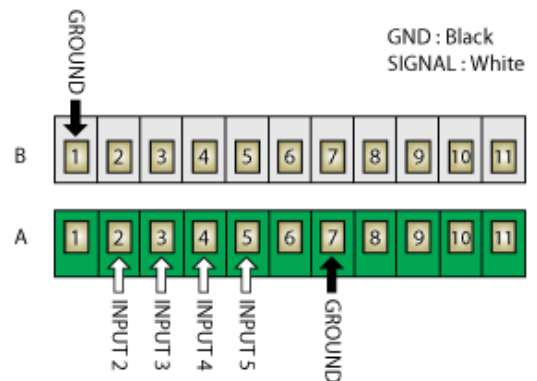 GROUND
GND : Black
SIGNAL : White
B
1 2 3 4 5 6 7 8 9 10 11
A
1 2 3 4 5 6 7 8 9 10 11
INPUT 2
INPUT 3
INPUT 4
INPUT 5
GROUND